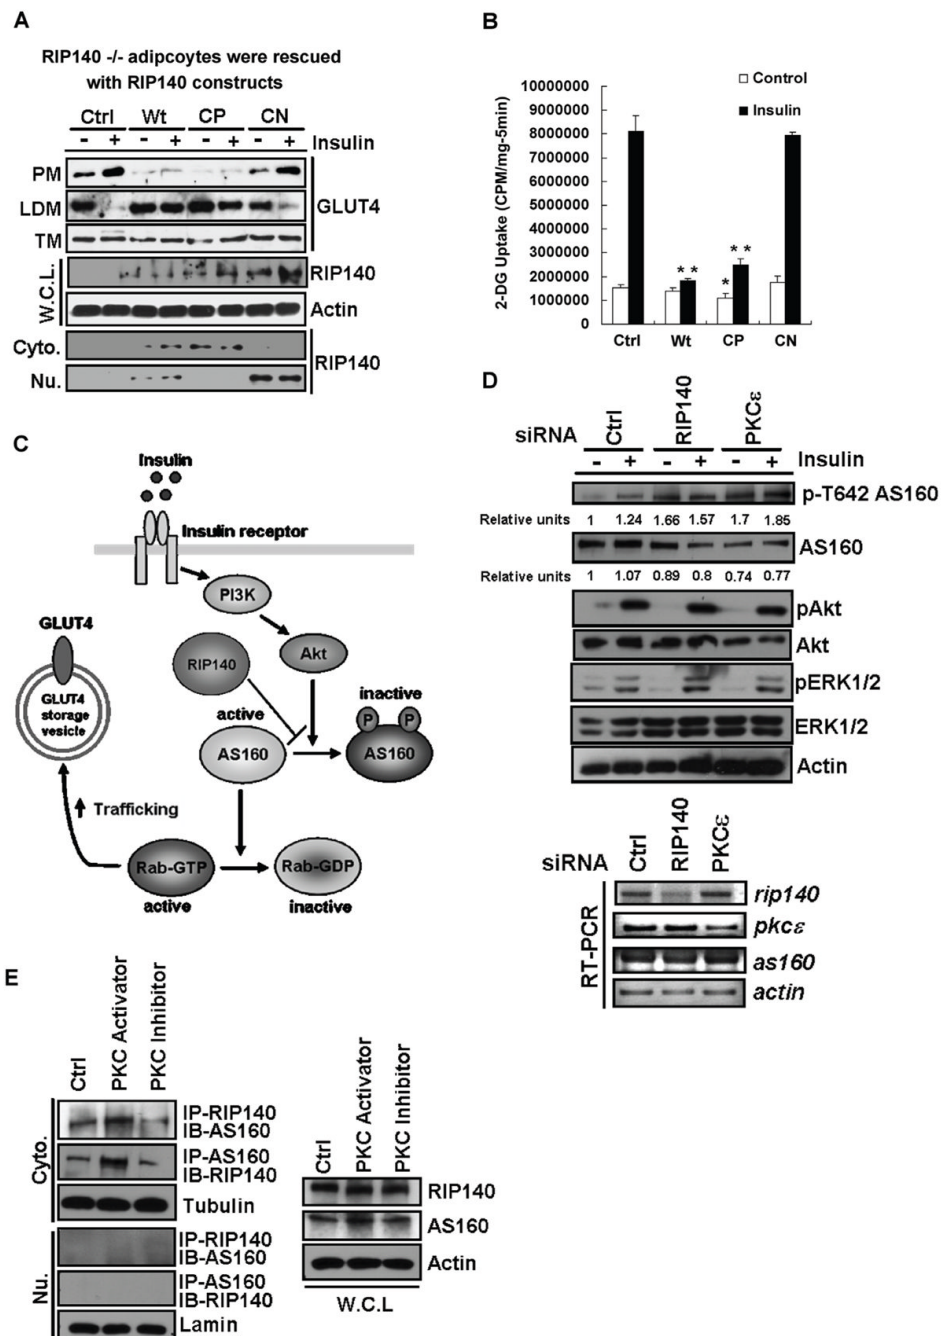 A
RIP140 -/- adipcoytes were rescued
with RIP140 constructs
Ctrl Wt CP CN
- + - + - + - + Insulin
PM
LDM GLUT4
TM
W.C.L. RIP140
Actin
Cyto. RIP140
Nu.
B
Control
Insulin
2-DG Uptake (CPM/mg-5min)
10000000
9000000
8000000
7000000
6000000
5000000
4000000
3000000
2000000
1000000
0
* *
*
* *
Ctrl Wt CP CN
C
Insulin
Insulin receptor
PI3K
Akt
GLUT4
GLUT4
storage
vesicle
RIP140
active
AS160
inactive
P P
AS160
Trafficking
Rab-GTP
active
Rab-GDP
inactive
D
siRNA Ctrl RIP140 PKCε
- + - + - + Insulin
p-T642 AS160
Relative units 1 1.24 1.66 1.57 1.7 1.85
AS160
Relative units 1 1.07 0.89 0.8 0.74 0.77
pAkt
Akt
pERK1/2
ERK1/2
Actin
siRNA Ctrl RIP140 PKCε
RT-PCR
rip140
pkcε
as160
actin
E
Ctrl PKC Activator PKC Inhibitor
Cyto.
IP-RIP140
IB-AS160
IP-AS160
IB-RIP140
Tubulin
Nu.
IP-RIP140
IB-AS160
IP-AS160
IB-RIP140
Lamin
Ctrl PKC Activator PKC Inhibitor
RIP140
AS160
Actin
W.C.L